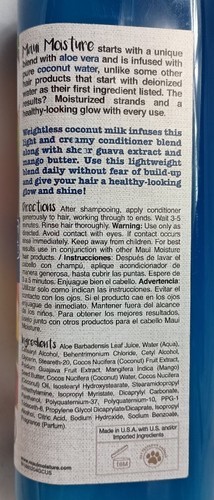 Maui Moisture starts with a unique
blend with aloe vera and is infused with
pure coconut water, unlike some other
hair products that start with deionized
water as their first ingredient listed. The
results? Moisturized strands and a
healthy-looking glow with every use.
Weightless coconut milk infuses this
light and creamy conditioner blend
along with sheer guava extract and
mango butter. Use this lightweight
blend daily without fear of build-up
and give your hair a healthy-looking
glow and shine!
Directions After shampooing, apply conditioner
generously to hair, working through to ends. Wait 3-5
minutes. Rinse hair thoroughly. Warning: Use only as
directed. Avoid contact with eyes. If contact occurs
rinse immediately. Keep away from children. For best
results use in conjunction with other Maui Moisture
hair products. / Instrucciones: Después de lavar el
cabello con champú, aplique acondicionador de
manera generosa, hasta cubrir las puntas. Espere de
3 a 5 minutos. Enjuague bien el cabello. Advertencia:
utilizar solo como indican las instrucciones. Evitar el
contacto con los ojos. Si el producto cae en los ojos
enjuague de inmediato. Mantener fuera del alcance
de los niños. Para obtener los mejores resultados,
junto con otros productos para el cabello Maui
Moisture.
Ingredients Aloe Barbadensis Leaf Juice, Water (Aqua),
Cetearyl Alcohol, Behentrimonium Chloride, Cetyl Alcohol,
Glycerin, Steareth-20, Cocos Nucifera (Coconut) Fruit Extract,
Psidium Guajava Fruit Extract, Mangifera Indica (Mango)
Cocos Nucifera (Coconut) Water, Cocos Nucifera
(Coconut) Oil, Isostearyl Hydroxystearate, Stearamidopropyl
Dimethylamine, Isopropyl Myristate, Dicaprylyl Carbonate,
Polyquaternium-37, Polyquaternium-10, PPG-1
Trideceth-6, Propylene Glycol Dicaprylate/Dicaprate, Isopropyl
Alcohol, Citric Acid, Sodium Hydroxide, Sodium Benzoate,
Fragrance (Parfum).
Made in U.S.A. with U.S. and/or
Imported Ingredients
18M
www.mauimoisture.com